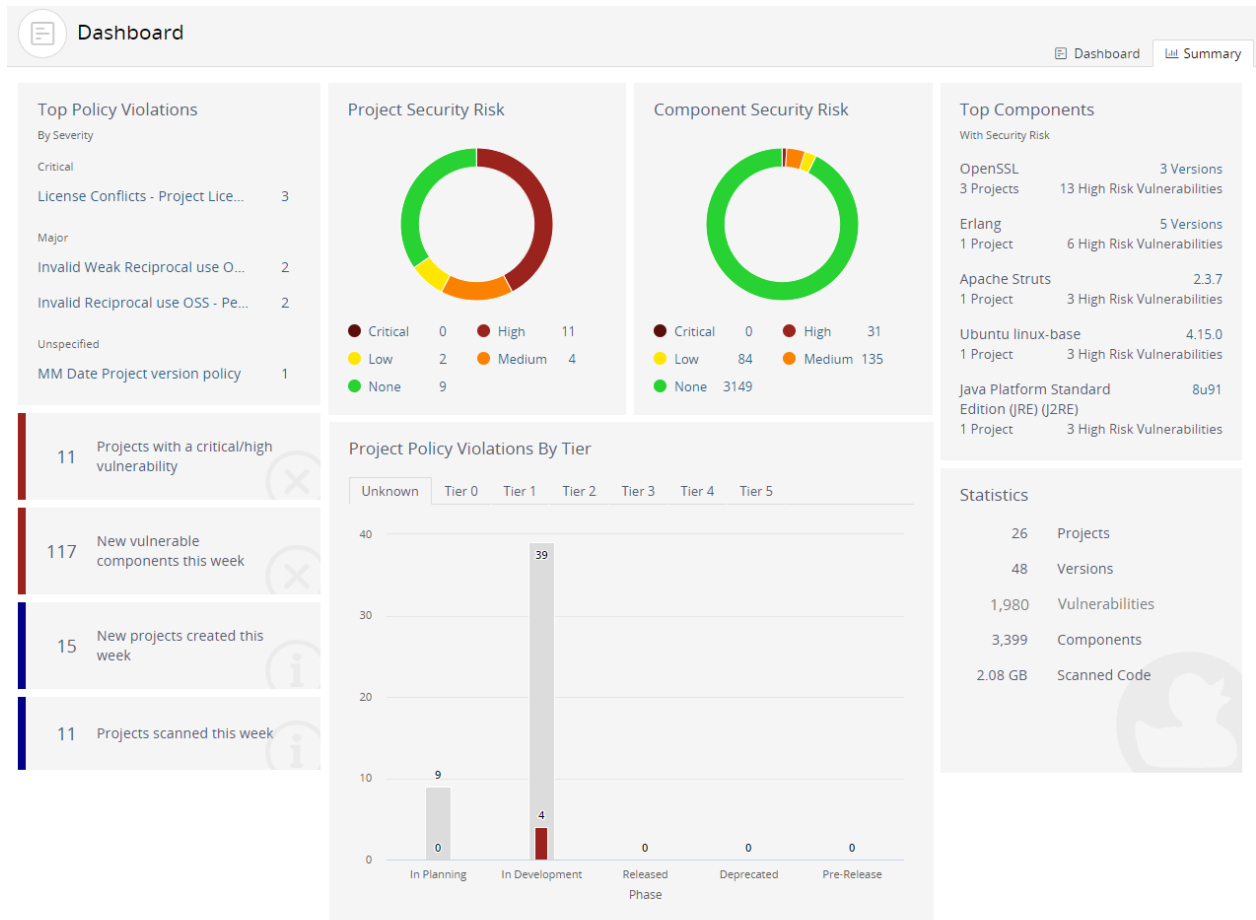 Dashboard
Dashboard
Summary
Top Policy Violations
By Severity
Critical
License Conflicts - Project Lice... 3
Major
Invalid Weak Reciprocal use O... 2
Invalid Reciprocal use OSS - Pe... 2
Unspecified
MM Date Project version policy 1
11 Projects with a critical/high
vulnerability
117 New vulnerable
components this week
15 New projects created this
week
11 Projects scanned this week
Project Security Risk
Critical 0 High 11
Low 2 Medium 4
None 9
Component Security Risk
Critical 0 High 31
Low 84 Medium 135
None 3149
Project Policy Violations By Tier
Unknown Tier 0 Tier 1 Tier 2 Tier 3 Tier 4 Tier 5
40
30
20
10
0
9
0
39
4
0
0
0
In Planning In Development Released Deprecated Pre-Release
Phase
Top Components
With Security Risk
OpenSSL 3 Versions
3 Projects 13 High Risk Vulnerabilities
Erlang 5 Versions
1 Project 6 High Risk Vulnerabilities
Apache Struts 2.3.7
1 Project 3 High Risk Vulnerabilities
Ubuntu linux-base 4.15.0
1 Project 3 High Risk Vulnerabilities
Java Platform Standard 8u91
Edition (JRE) (J2RE)
1 Project 3 High Risk Vulnerabilities
Statistics
26 Projects
48 Versions
1,980 Vulnerabilities
3,399 Components
2.08 GB Scanned Code